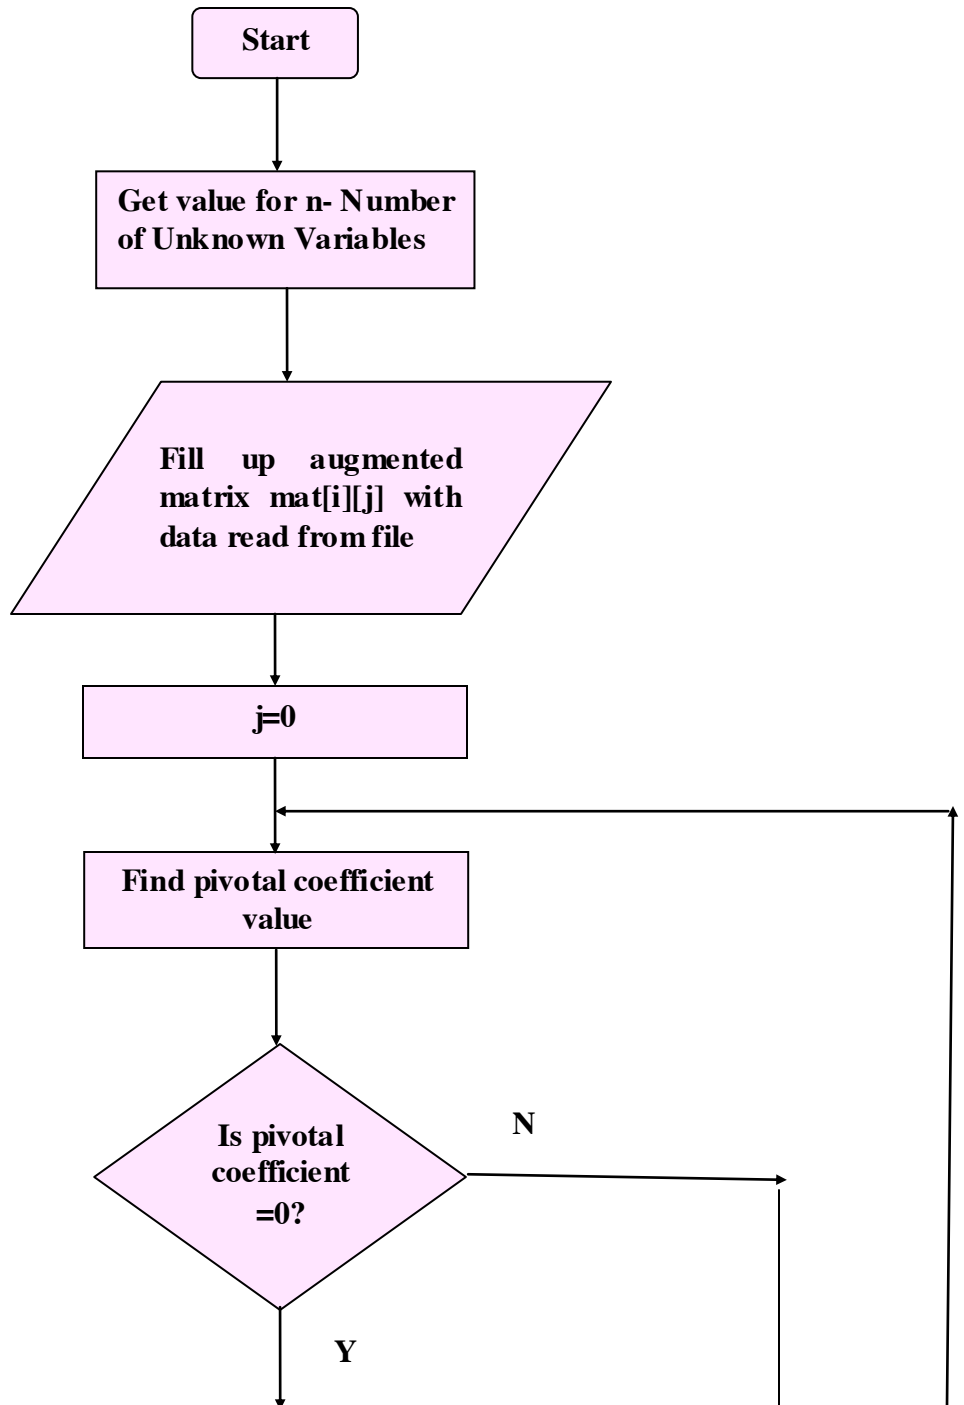 Start
Get value for n- Number
of Unknown Variables
Fill up augmented
matrix mat[i][j] with
data read from file
j=0
Find pivotal coefficient
value
Is pivotal
coefficient
=0?
N
Y